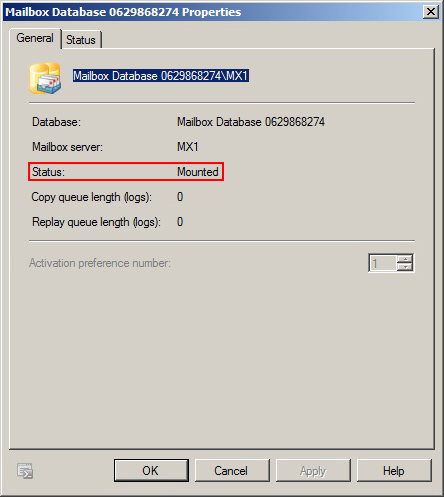 Mailbox Database 0629868274 Properties
General Status
Mailbox Database 0629868274\MX1
Database: Mailbox Database 0629868274
Mailbox server: MX1
Status: Mounted
Copy queue length (logs): 0
Replay queue length (logs): 0
Activation preference number: 1
OK Cancel Apply Help